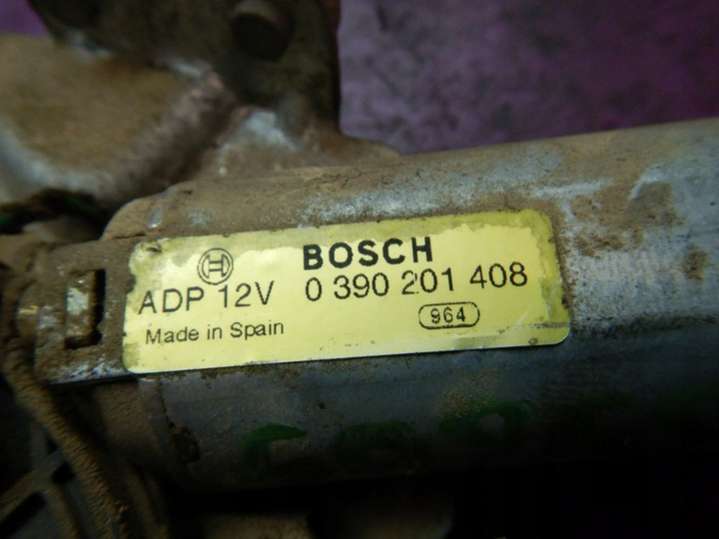 BOSCH
ADP 12V 0 390 201 408
Made in Spain 964